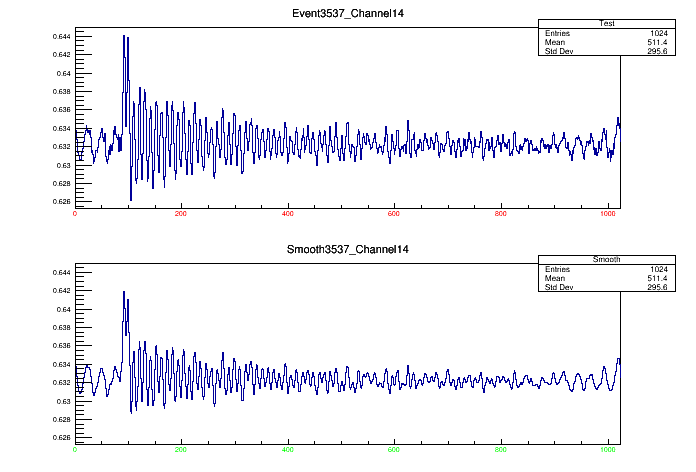 Event3537_Channel14
Test
Entries 1024
Mean 511.4
Std Dev 295.6
0.644
0.642
0.64
0.638
0.636
0.634
0.632
0.63
0.628
0.626
0 200 400 600 800 1000
Smooth3537_Channel14
Smooth
Entries 1024
Mean 511.4
Std Dev 295.6
0.644
0.642
0.64
0.638
0.636
0.634
0.632
0.63
0.628
0.626
0 200 400 600 800 1000